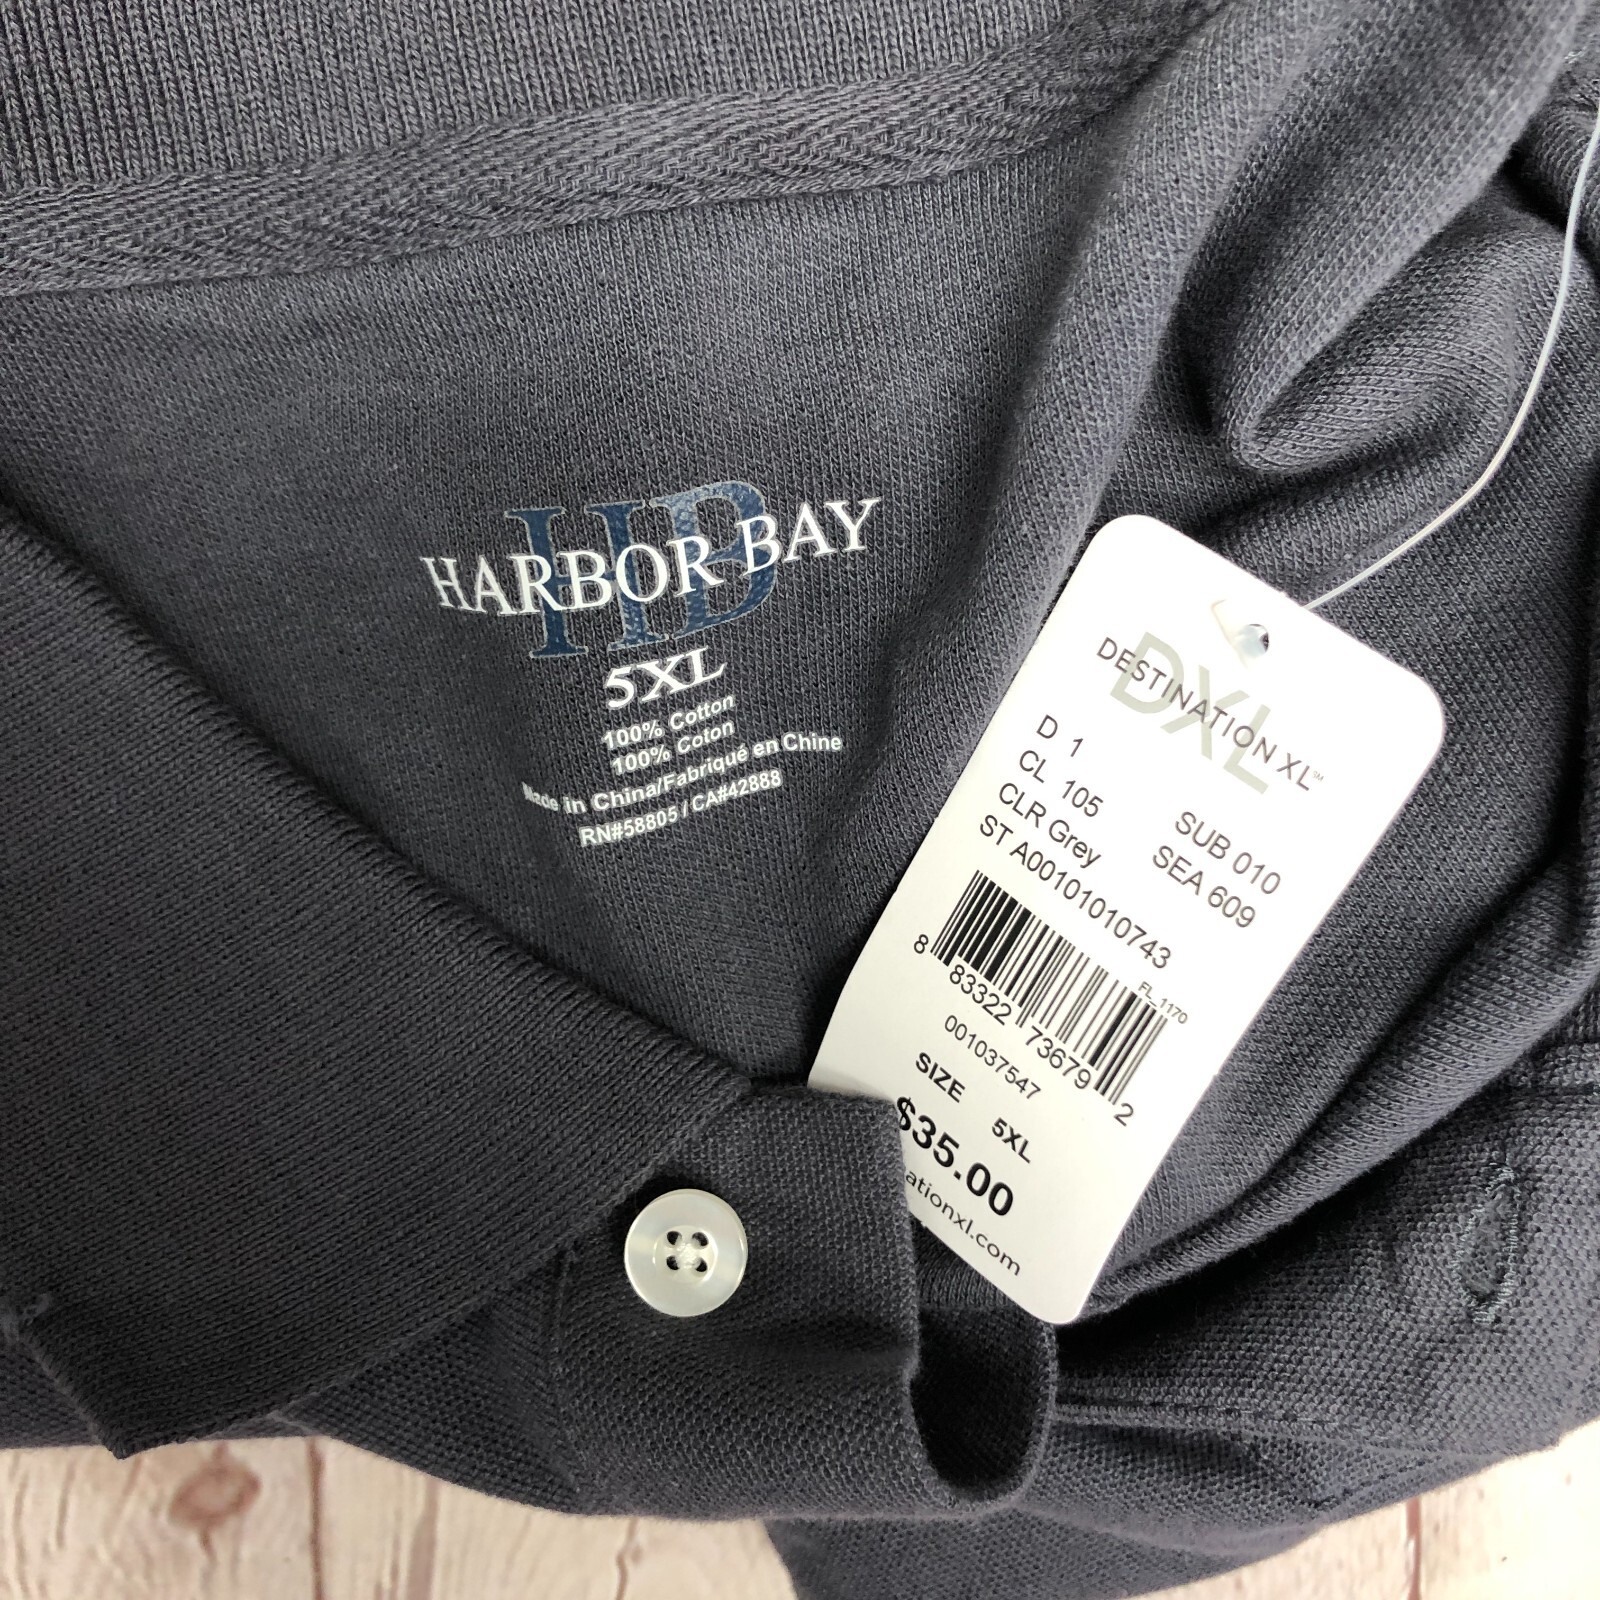 HB
HARBOR BAY
5XL
100% Cotton
100% Coton
Made in China/Fabriqué en Chine
RN#58805 / CA#42888
DXL
DESTINATION XL℠
D 1
CL 105 SUB 010
CLR Grey SEA 609
ST A00101010743
FL_1170
8 83322 73679 2
001037547
SIZE 5XL
$35.00
ationxl.com